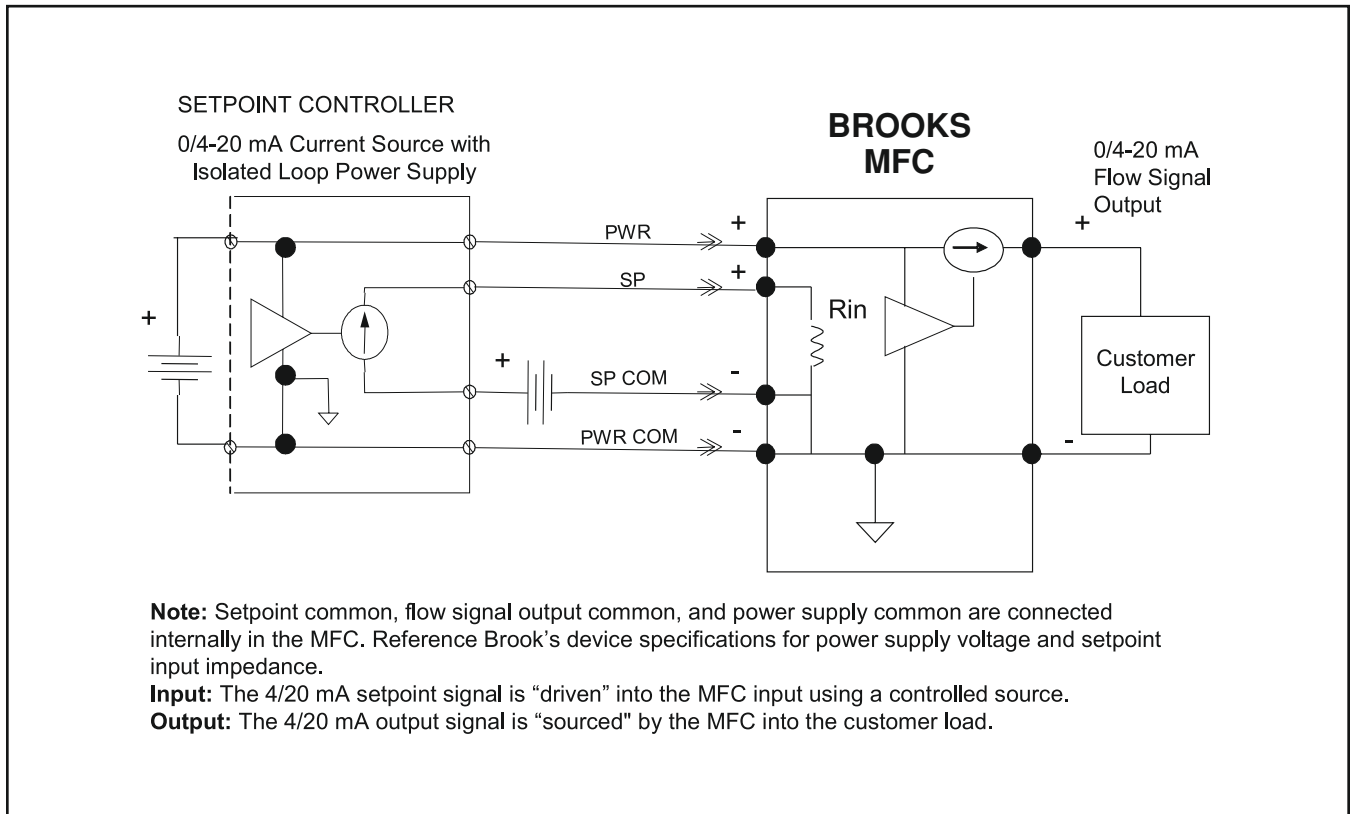 SETPOINT CONTROLLER
0/4-20 mA Current Source with
Isolated Loop Power Supply
BROOKS
MFC
0/4-20 mA
Flow Signal
Output
+
PWR
+
+
SP
+
Rin
+
+
SP COM
-
Customer
Load
PWR COM
-
-
Note: Setpoint common, flow signal output common, and power supply common are connected
internally in the MFC. Reference Brook's device specifications for power supply voltage and setpoint
input impedance.
Input: The 4/20 mA setpoint signal is “driven” into the MFC input using a controlled source.
Output: The 4/20 mA output signal is “sourced" by the MFC into the customer load.